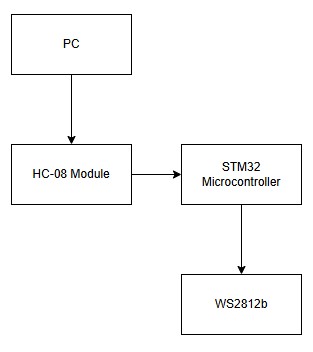 PC
HC-08 Module
STM32
Microcontroller
WS2812b